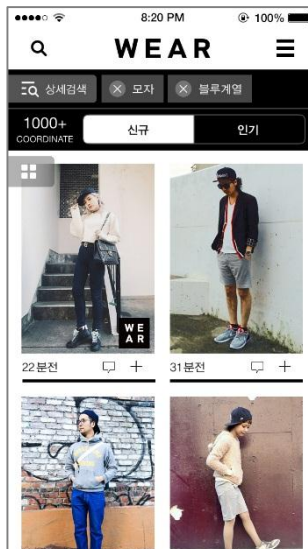 8:20 PM 100%
WEAR
상세검색 모자 블루계열
1000+ 신규 인기
COORDINATE
WE
AR
22분전 31분전